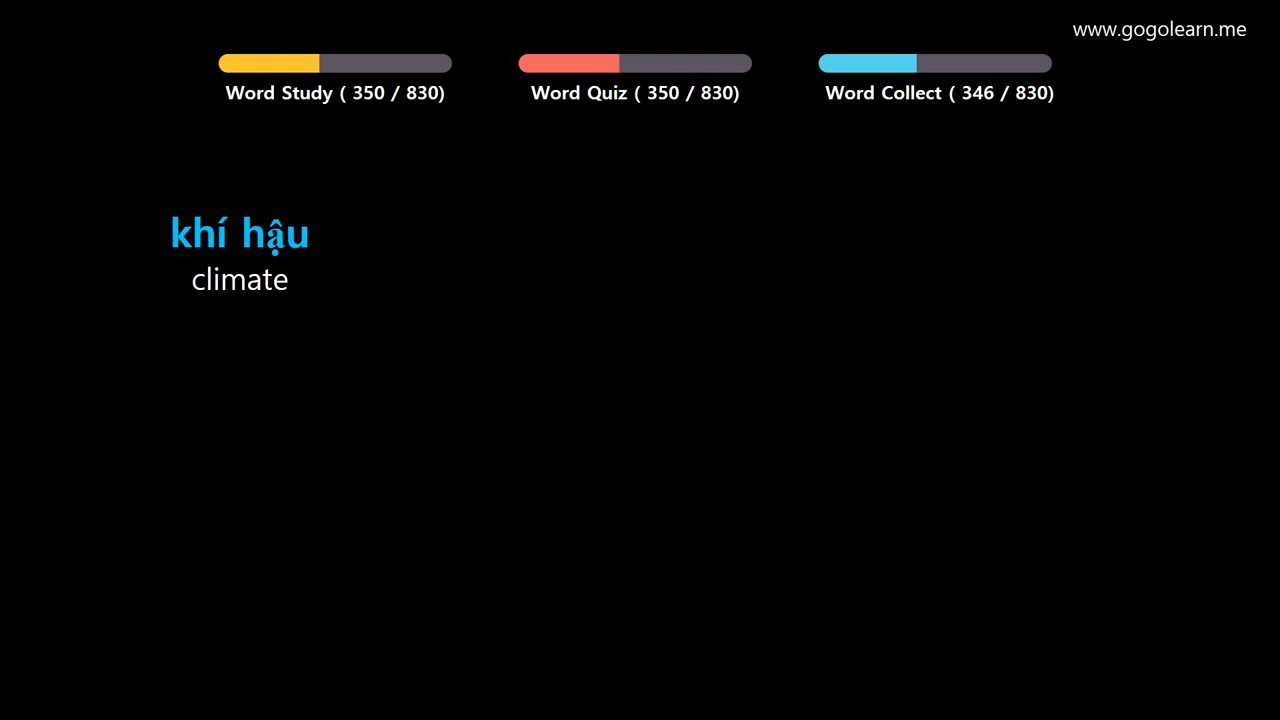 www.gogolearn.me
Word Study ( 350 / 830)
Word Quiz ( 350 / 830)
Word Collect ( 346 / 830)
khí hậu
climate